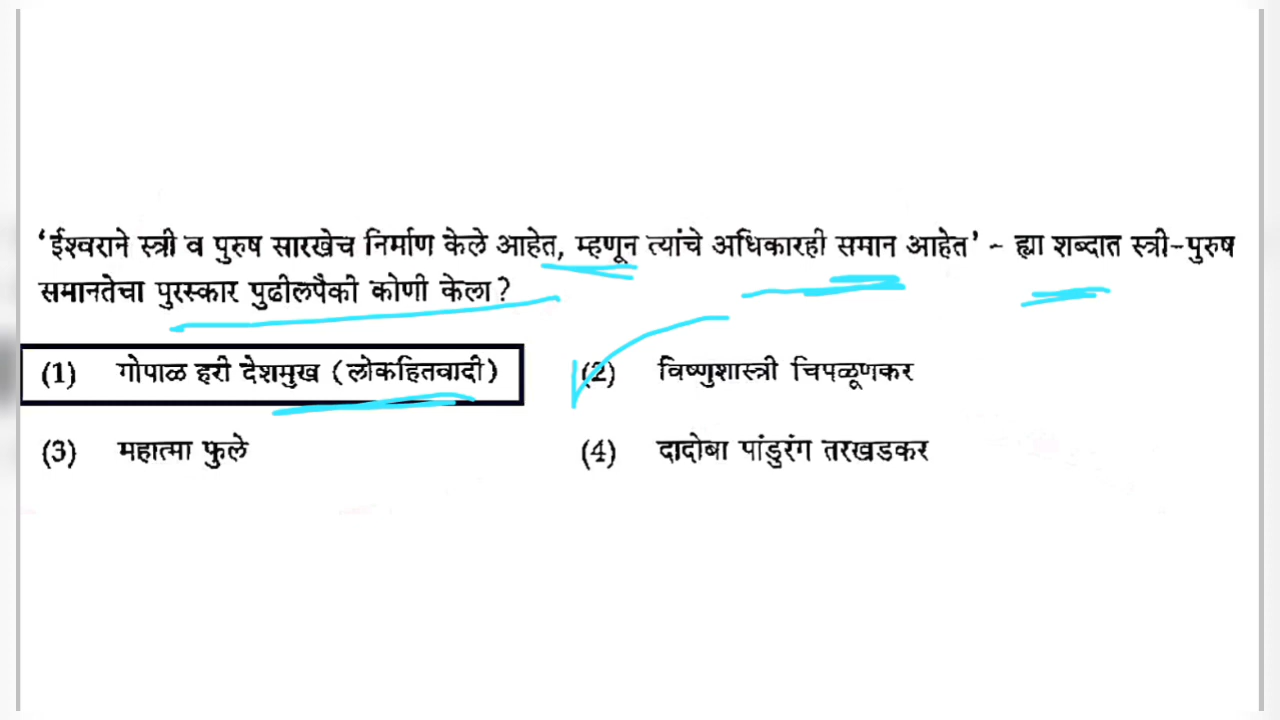 ‘ईश्वराने स्त्री व पुरुष सारखेच निर्माण केले आहेत, म्हणून त्यांचे अधिकारही समान आहेत’ – ह्या शब्दात स्त्री-पुरुष
समानतेचा पुरस्कार पुढीलपैकी कोणी केला?
(1) गोपाळ हरी देशमुख (लोकहितवादी) (2) विष्णुशास्त्री चिपळूणकर
(3) महात्मा फुले (4) दादोबा पांडुरंग तरखडकर